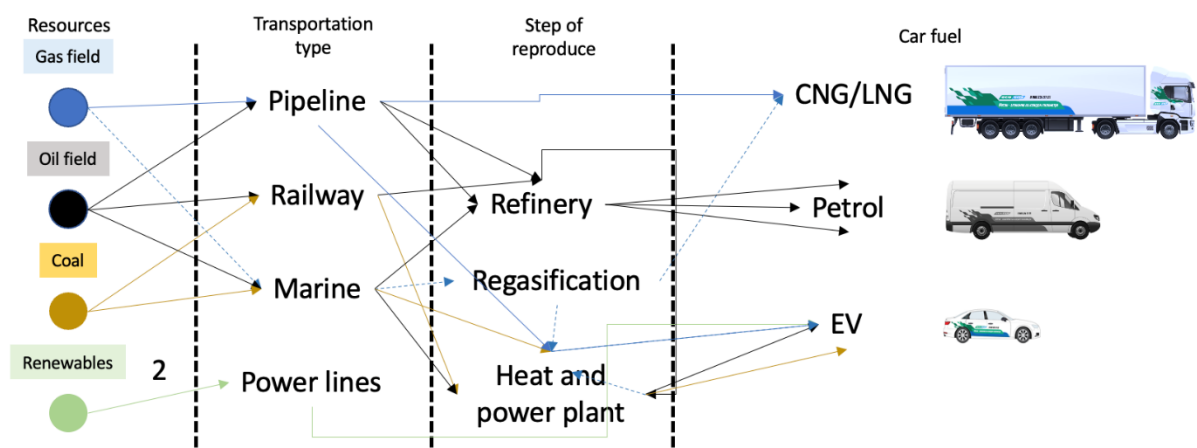 Resources
Transportation
type
Step of
reproduce
Car fuel
Gas field
Pipeline
CNG/LNG
Oil field
Railway
Refinery
Petrol
Coal
Marine
Regasification
EV
Renewables
2
Power lines
Heat and
power plant